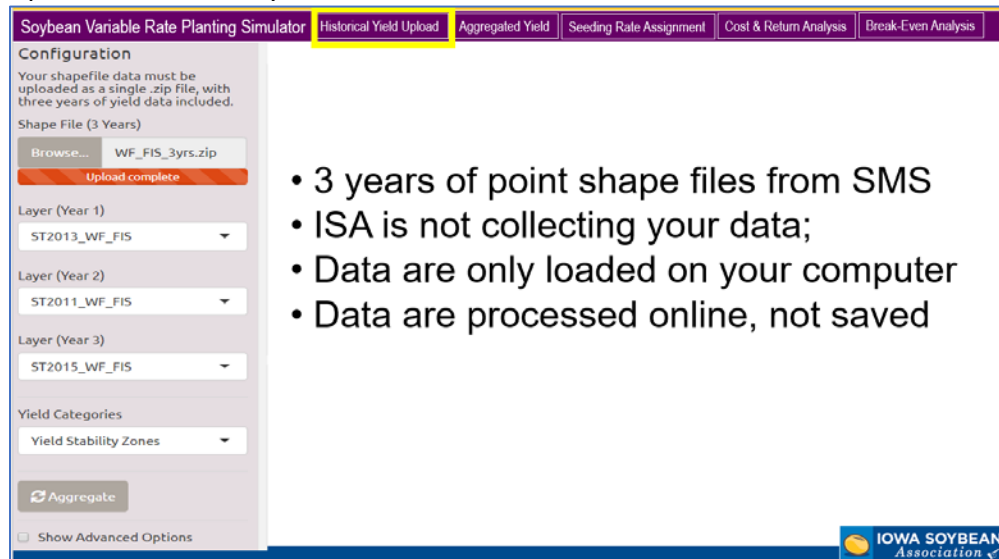 Soybean Variable Rate Planting Simulator Historical Yield Upload Aggregated Yield Seeding Rate Assignment Cost & Return Analysis Break-Even Analysis
Configuration
Your shapefile data must be
uploaded as a single .zip file, with
three years of yield data included.
Shape File (3 Years)
Browse... WF_FIS_3yrs.zip
Upload complete
Layer (Year 1)
ST2013_WF_FIS
Layer (Year 2)
ST2011_WF_FIS
Layer (Year 3)
ST2015_WF_FIS
Yield Categories
Yield Stability Zones
Aggregate
Show Advanced Options
• 3 years of point shape files from SMS
• ISA is not collecting your data;
• Data are only loaded on your computer
• Data are processed online, not saved
IOWA SOYBEAN
Association